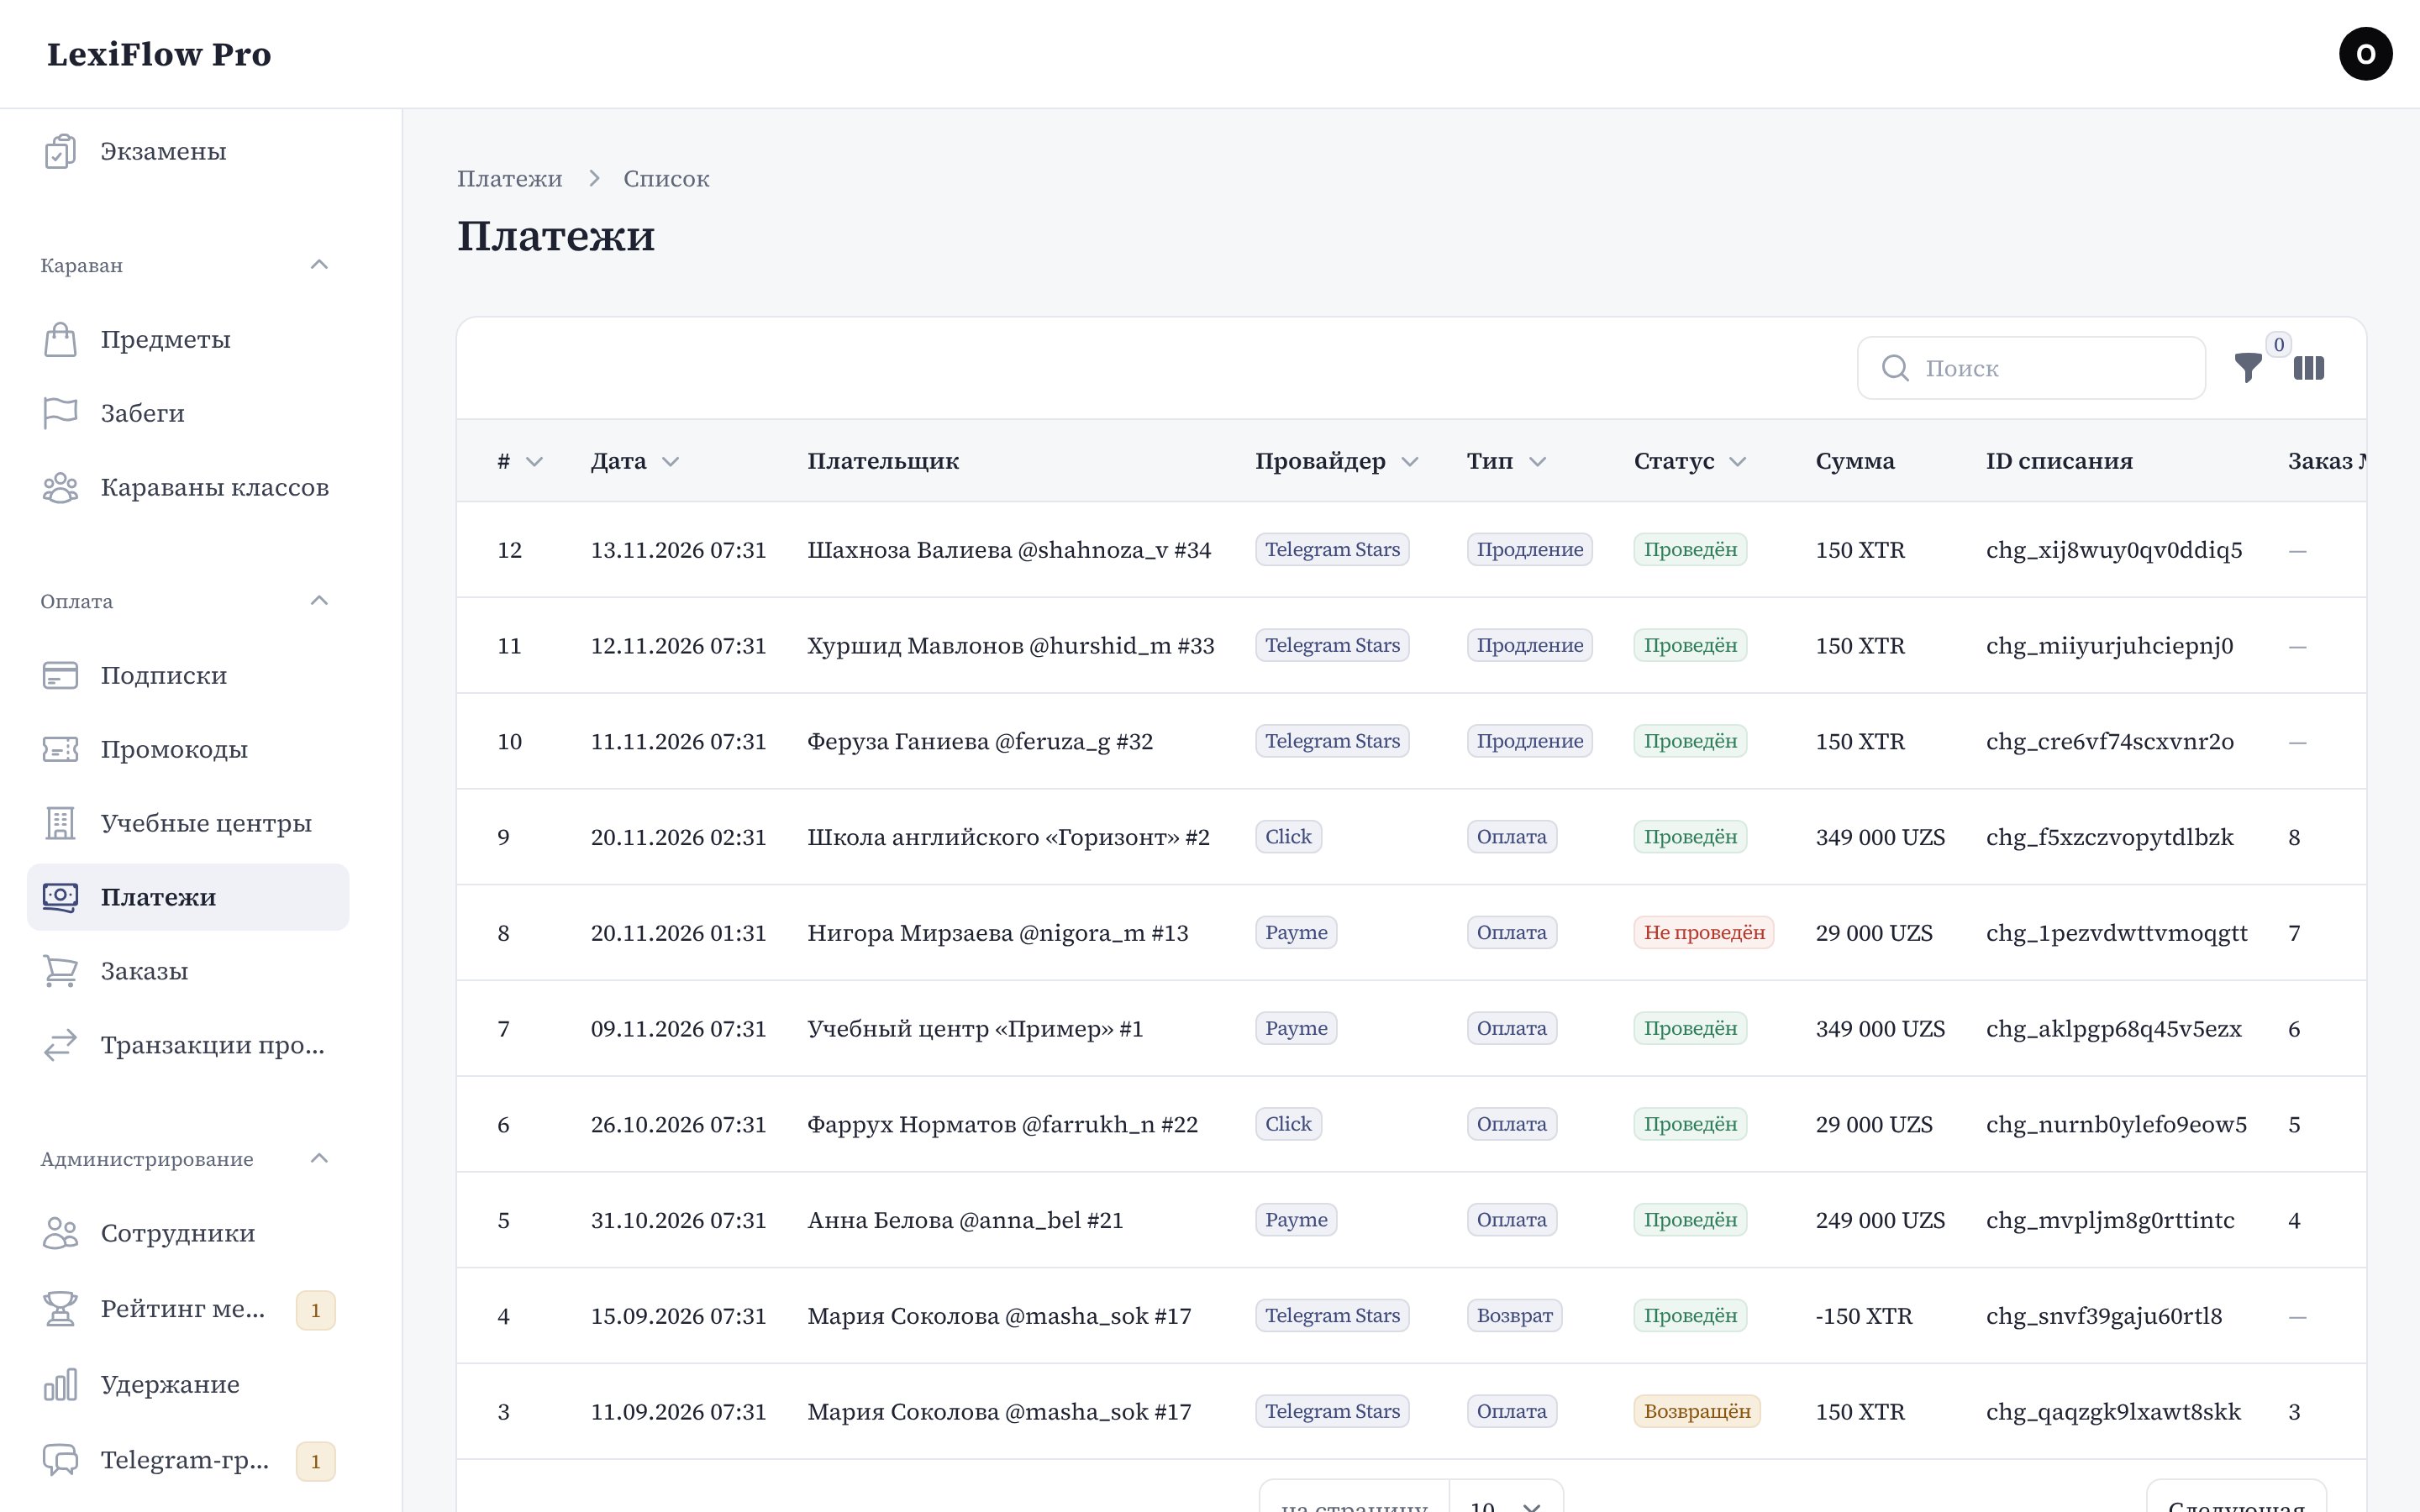 LexiFlow Pro
O
Экзамены
Караван
Предметы
Забеги
Караваны классов
Оплата
Подписки
Промокоды
Учебные центры
Платежи
Заказы
Транзакции про...
Администрирование
Сотрудники
Рейтинг ме... 1
Удержание
Telegram-гр... 1
Платежи > Список
Платежи
Поиск 0
# Дата Плательщик Провайдер Тип Статус Сумма ID списания Заказ
12 13.11.2026 07:31 Шахноза Валиева @shahnoza_v #34 Telegram Stars Продление Проведён 150 XTR chg_xij8wuy0qv0ddiq5 —
11 12.11.2026 07:31 Хуршид Мавлонов @hurshid_m #33 Telegram Stars Продление Проведён 150 XTR chg_miiyurjuhciepnj0 —
10 11.11.2026 07:31 Феруза Ганиева @feruza_g #32 Telegram Stars Продление Проведён 150 XTR chg_cre6vf74scxvnr2o —
9 20.11.2026 02:31 Школа английского «Горизонт» #2 Click Оплата Проведён 349 000 UZS chg_f5xzczvopytdlbzk 8
8 20.11.2026 01:31 Нигора Мирзаева @nigora_m #13 Payme Оплата Не проведён 29 000 UZS chg_1pezvdwttvmoqgtt 7
7 09.11.2026 07:31 Учебный центр «Пример» #1 Payme Оплата Проведён 349 000 UZS chg_aklpgp68q45v5ezx 6
6 26.10.2026 07:31 Фаррух Норматов @farrukh_n #22 Click Оплата Проведён 29 000 UZS chg_nurnb0ylefo9eow5 5
5 31.10.2026 07:31 Анна Белова @anna_bel #21 Payme Оплата Проведён 249 000 UZS chg_mvpljm8g0rttintc 4
4 15.09.2026 07:31 Мария Соколова @masha_sok #17 Telegram Stars Возврат Проведён -150 XTR chg_snvf39gaju60rtl8 —
3 11.09.2026 07:31 Мария Соколова @masha_sok #17 Telegram Stars Оплата Возвращён 150 XTR chg_qaqzgk9lxawt8skk 3
на страницу 10 Следующая